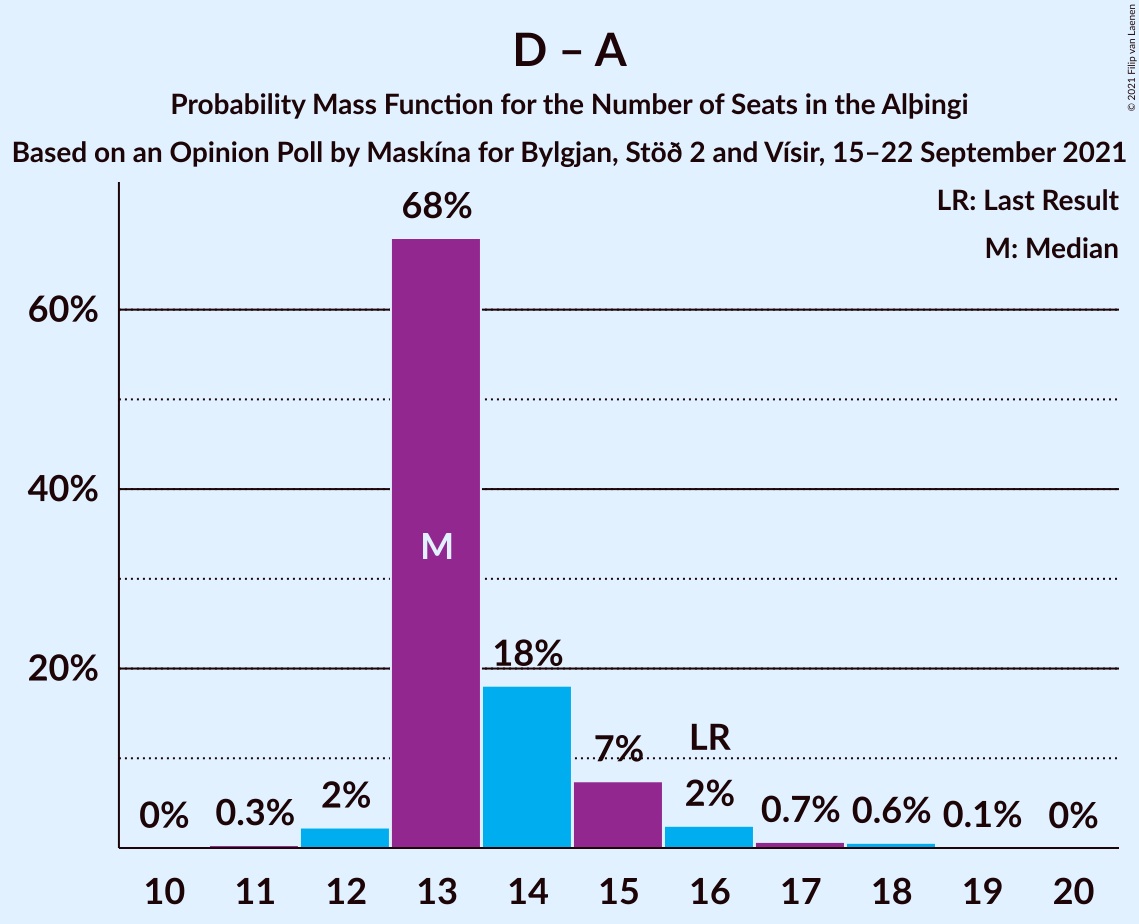 D – A
Probability Mass Function for the Number of Seats in the Alþingi
Based on an Opinion Poll by Maskína for Bylgjan, Stöð 2 and Vísir, 15–22 September 2021
© 2021 Filip van Laenen
LR: Last Result
M: Median
68%
60%
40%
M
20%
18%
LR
7%
0%
0.3%
2%
2%
0.7%
0.6%
0.1%
0%
10 11 12 13 14 15 16 17 18 19 20